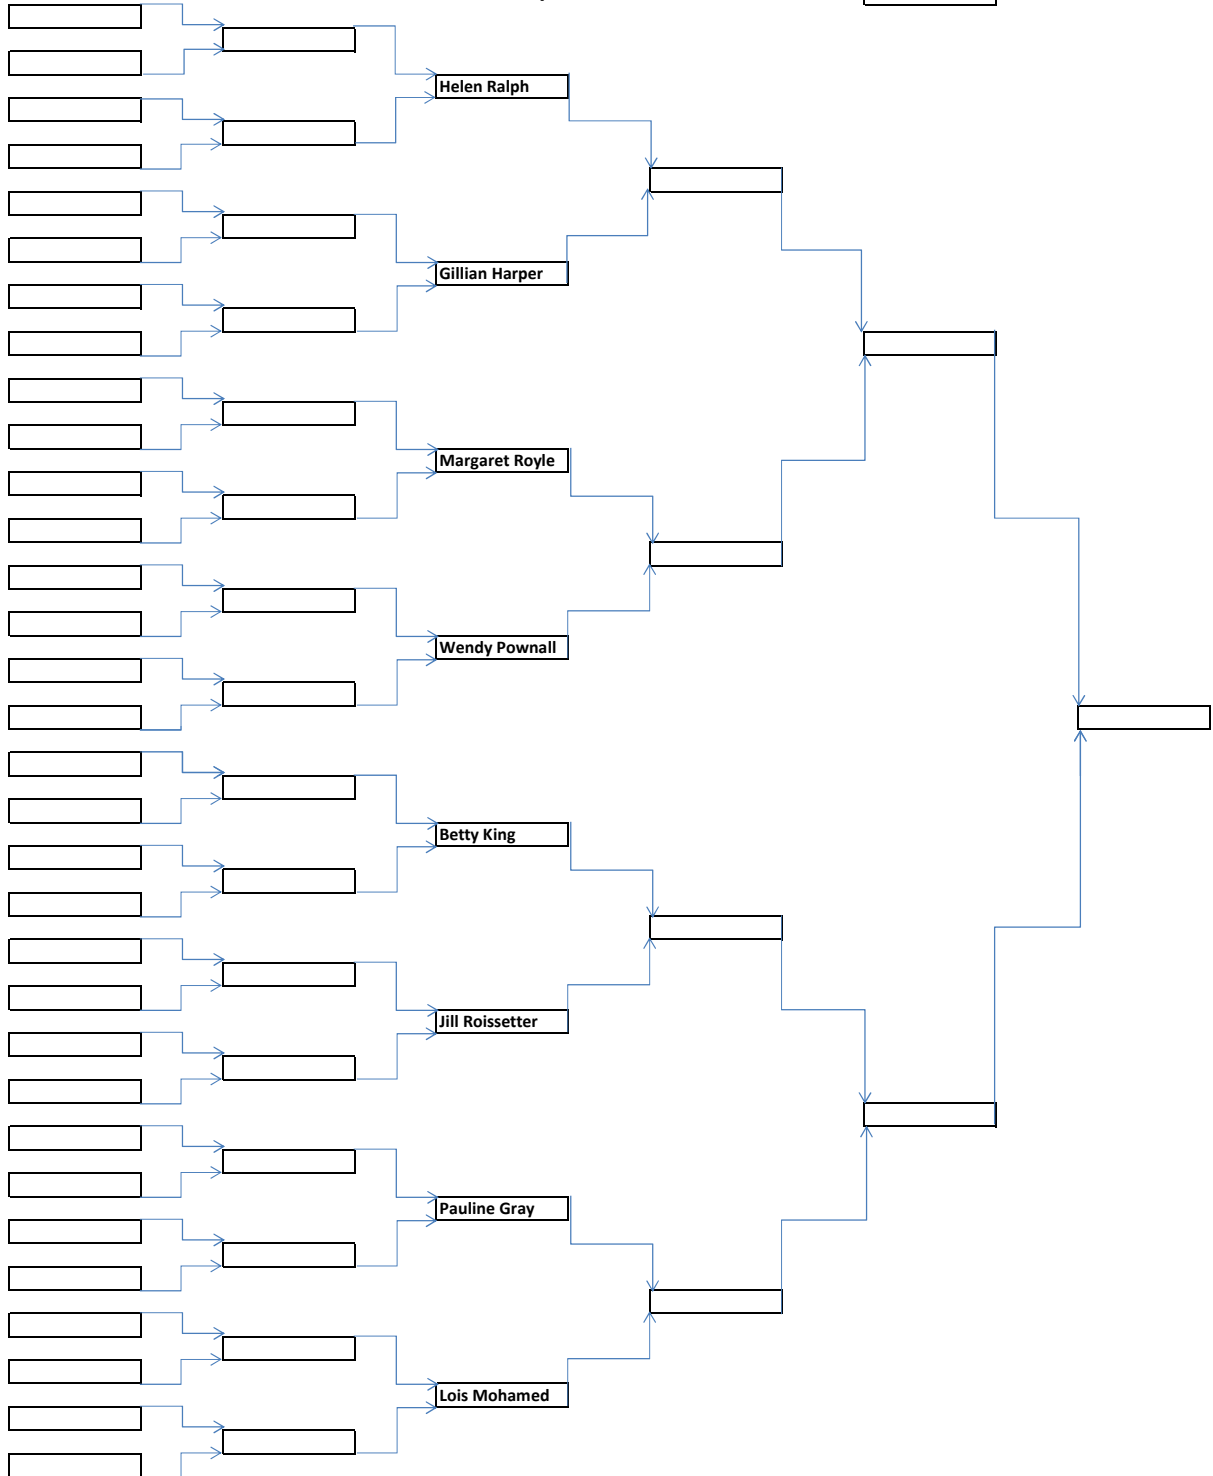 Helen Ralph
Gillian Harper
Margaret Royle
Wendy Pownall
Betty King
Jill Roissetter
Pauline Gray
Lois Mohamed